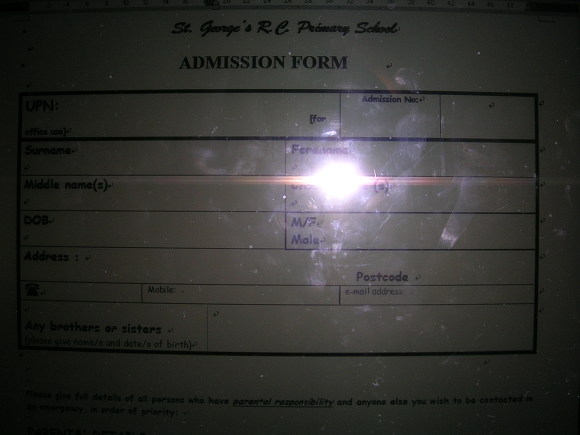 St. George's R.C. Primary School
ADMISSION FORM
UPN: [for Admission No:
office use]
Surname Forename
Middle name(s) (s)
DOB M/F
Male
Address :
Postcode
☎ Mobile: e-mail address:
Any brothers or sisters
(please give name/s and date/s of birth)
Please give full details of all persons who have parental responsibility and anyone else you wish to be contacted in
an emergency, in order of priority: